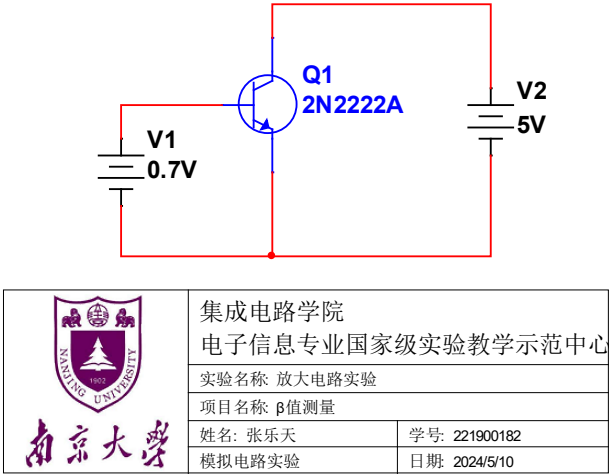 Q1
2N2222A
V2
5V
V1
0.7V
NANJING UNIVERSITY
1902
南京大学
集成电路学院
电子信息专业国家级实验教学示范中心
实验名称: 放大电路实验
项目名称: β值测量
姓名: 张乐天
学号: 221900182
模拟电路实验
日期: 2024/5/10